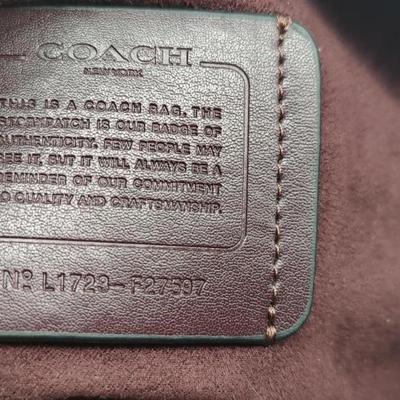 COACH
NEW YORK
THIS IS A COACH BAG. THE
STORYPATCH IS OUR BADGE OF
AUTHENTICITY. FEW PEOPLE MAY
SEE IT, BUT IT WILL ALWAYS BE A
REMINDER OF OUR COMMITMENT
TO QUALITY AND CRAFTSMANSHIP.
Nº L1723-F27597